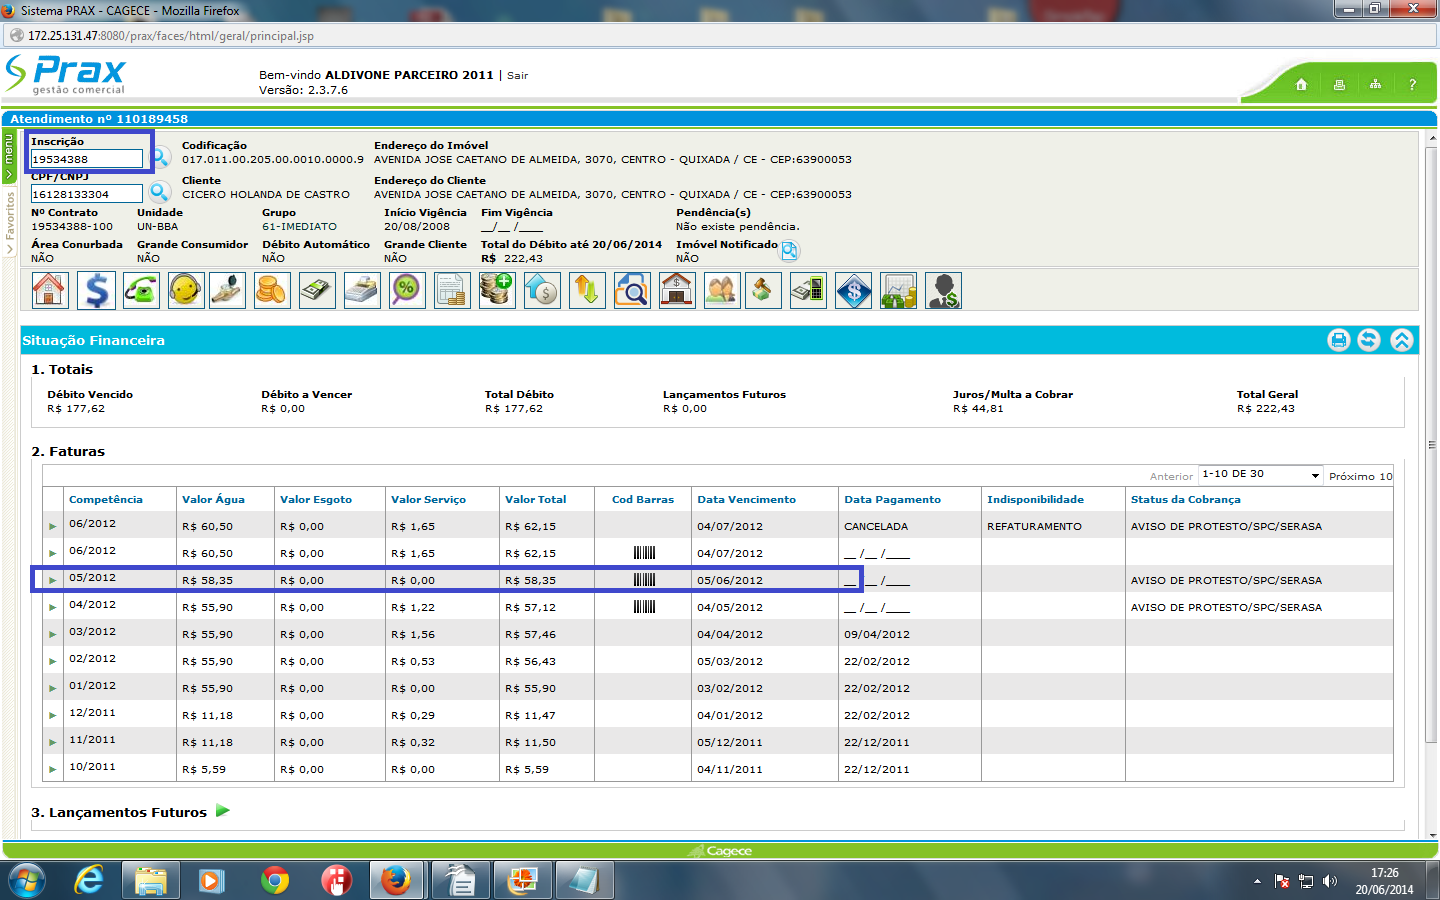 Sistema PRAX - CAGECE - Mozilla Firefox
172.25.131.47:8080/prax/faces/html/geral/principal.jsp
Prax
gestão comercial
Bem-vindo ALDIVONE PARCEIRO 2011 | Sair
Versão: 2.3.7.6
?
Atendimento nº 110189458
menu
Favoritos
Inscrição Codificação Endereço do Imóvel
19534388 017.011.00.205.00.0010.0000.9 AVENIDA JOSE CAETANO DE ALMEIDA, 3070, CENTRO - QUIXADA / CE - CEP:63900053
CPF/CNPJ Cliente Endereço do Cliente
16128133304 CICERO HOLANDA DE CASTRO AVENIDA JOSE CAETANO DE ALMEIDA, 3070, CENTRO - QUIXADA / CE - CEP:63900053
Nº Contrato Unidade Grupo Início Vigência Fim Vigência Pendência(s)
19534388-100 UN-BBA 61-IMEDIATO 20/08/2008 __/__ /____ Não existe pendência.
Área Conurbada Grande Consumidor Débito Automático Grande Cliente Total do Débito até 20/06/2014 Imóvel Notificado
NÃO NÃO NÃO NÃO R$ 222,43 NÃO
Situação Financeira
1. Totais
Débito Vencido Débito a Vencer Total Débito Lançamentos Futuros Juros/Multa a Cobrar Total Geral
R$ 177,62 R$ 0,00 R$ 177,62 R$ 0,00 R$ 44,81 R$ 222,43
2. Faturas
Anterior 1-10 DE 30 Próximo 10
Competência Valor Água Valor Esgoto Valor Serviço Valor Total Cod Barras Data Vencimento Data Pagamento Indisponibilidade Status da Cobrança
06/2012 R$ 60,50 R$ 0,00 R$ 1,65 R$ 62,15 04/07/2012 CANCELADA REFATURAMENTO AVISO DE PROTESTO/SPC/SERASA
06/2012 R$ 60,50 R$ 0,00 R$ 1,65 R$ 62,15 04/07/2012 __ /__ /____
05/2012 R$ 58,35 R$ 0,00 R$ 0,00 R$ 58,35 05/06/2012 __ /__ /____ AVISO DE PROTESTO/SPC/SERASA
04/2012 R$ 55,90 R$ 0,00 R$ 1,22 R$ 57,12 04/05/2012 __ /__ /____ AVISO DE PROTESTO/SPC/SERASA
03/2012 R$ 55,90 R$ 0,00 R$ 1,56 R$ 57,46 04/04/2012 09/04/2012
02/2012 R$ 55,90 R$ 0,00 R$ 0,53 R$ 56,43 05/03/2012 22/02/2012
01/2012 R$ 55,90 R$ 0,00 R$ 0,00 R$ 55,90 03/02/2012 22/02/2012
12/2011 R$ 11,18 R$ 0,00 R$ 0,29 R$ 11,47 04/01/2012 22/02/2012
11/2011 R$ 11,18 R$ 0,00 R$ 0,32 R$ 11,50 05/12/2011 22/12/2011
10/2011 R$ 5,59 R$ 0,00 R$ 0,00 R$ 5,59 04/11/2011 22/12/2011
3. Lançamentos Futuros
Cagece
17:26
20/06/2014